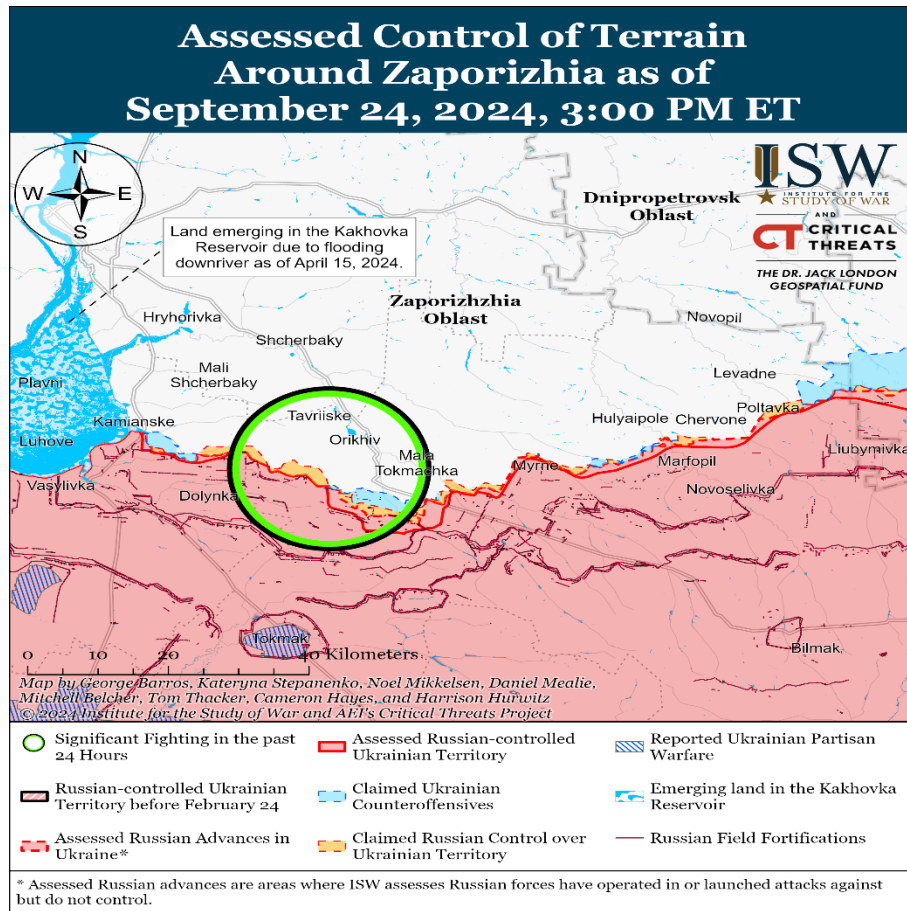 Assessed Control of Terrain
Around Zaporizhia as of
September 24, 2024, 3:00 PM ET
N
W
E
S
Land emerging in the Kakhovka
Reservoir due to flooding
downriver as of April 15, 2024.
ISW
INSTITUTE FOR THE
STUDY OF WAR
AND
CT CRITICAL
THREATS
THE DR. JACK LONDON
GEOSPATIAL FUND
Dnipropetrovsk
Oblast
Zaporizhzhia
Oblast
Hryhorivka
Shcherbaky
Novopil
Mali
Shcherbaky
Levadne
Plavni
Tavriiske
Poltavka
Kamianske
Hulyaipole
Chervone
Orikhiv
Luhove
Mala
Tokmachka
Liubymivka
Myrne
Marfopil
Vasylivka
Dolynka
Novoselivka
Tokmak
Bilmak
0
10
20
40 Kilometers
Map by George Barros, Kateryna Stepanenko, Noel Mikkelsen, Daniel Mealie,
Mitchell Belcher, Tom Thacker, Cameron Hayes, and Harrison Hurwitz
© 2024 Institute for the Study of War and AEI's Critical Threats Project
Significant Fighting in the past
24 Hours
Assessed Russian-controlled
Ukrainian Territory
Reported Ukrainian Partisan
Warfare
Russian-controlled Ukrainian
Territory before February 24
Claimed Ukrainian
Counteroffensives
Emerging land in the Kakhovka
Reservoir
Assessed Russian Advances in
Ukraine*
Claimed Russian Control over
Ukrainian Territory
Russian Field Fortifications
* Assessed Russian advances are areas where ISW assesses Russian forces have operated in or launched attacks against
but do not control.